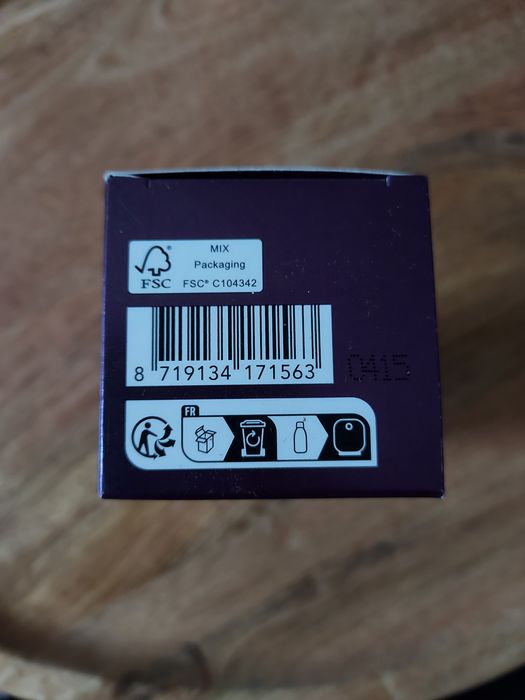 MIX
Packaging
FSC® C104342
FSC
8 719134 171563
0415
FR